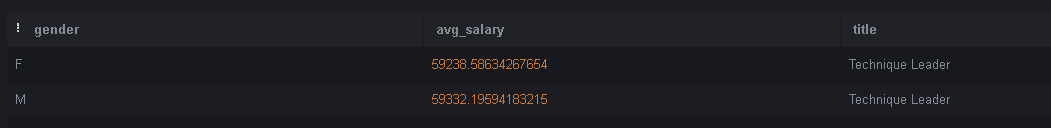 gender avg_salary title
F 59238.58634267654 Technique Leader
M 59332.19594183215 Technique Leader